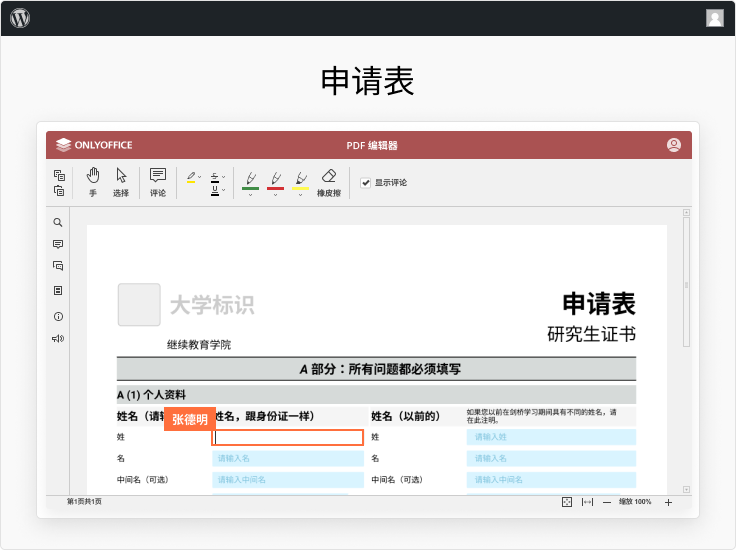 申请表
ONLYOFFICE
PDF 编辑器
手
选择
评论
橡皮擦
显示评论
大学标识
申请表
研究生证书
继续教育学院
A 部分：所有问题都必须填写
A (1) 个人资料
姓名（请 姓名，跟身份证一样）
张德明
姓名（以前的）
如果您以前在剑桥学习期间具有不同的姓名，请
在此注明。
姓
姓
请输入姓
名
请输入名
名
请输入名
中间名（可选）
请输入中间名
中间名（可选）
请输入中间名
第1页共1页
缩放 100%